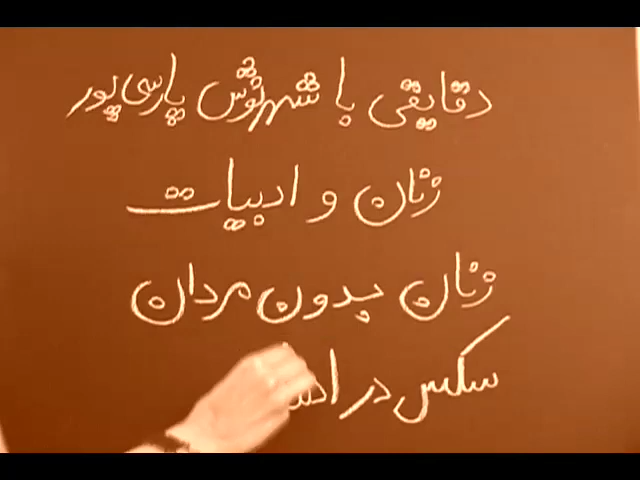 دقایقی با شهرنوش پارسی‌پور
زنان و ادبیات
زنان بدون مردان
سکس در